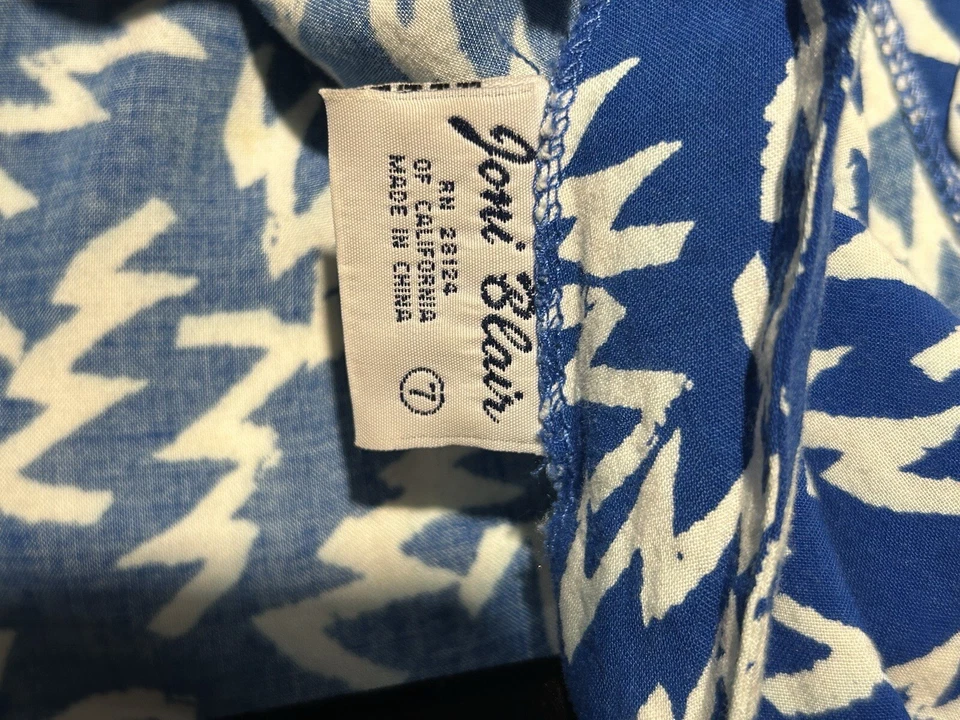 Joni Blair
RN 28124
OF CALIFORNIA
MADE IN CHINA
7